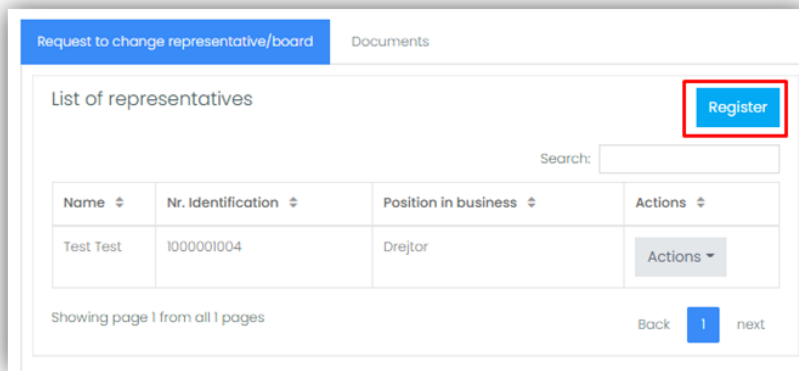 Request to change representative/board Documents
List of representatives
Register
Search:
Name Nr. Identification Position in business Actions
Test Test 1000001004 Drejtor Actions
Showing page 1 from all 1 pages
Back 1 next